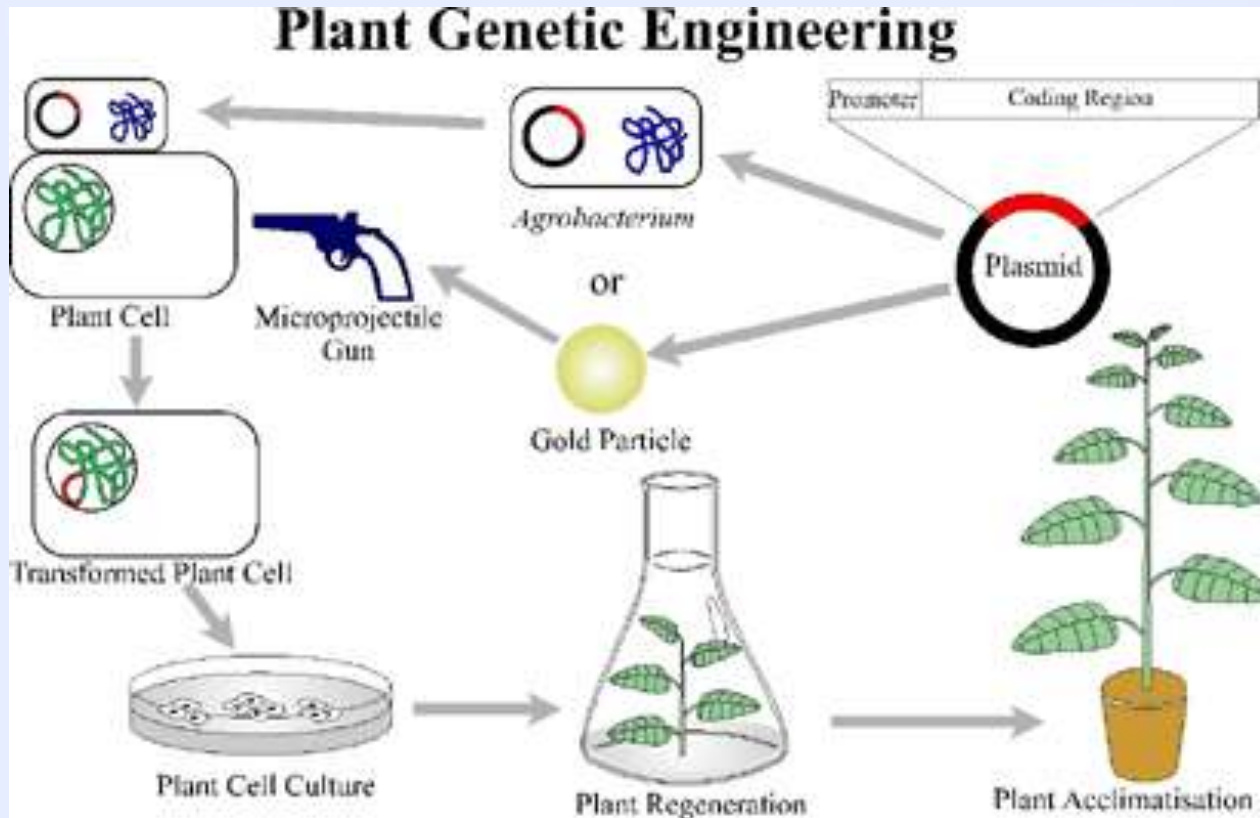 Plant Genetic Engineering
Promoter
Coding Region
Agrobacterium
Plasmid
or
Plant Cell
Microprojectile
Gun
Gold Particle
Transformed Plant Cell
Plant Cell Culture
Plant Regeneration
Plant Acclimatisation